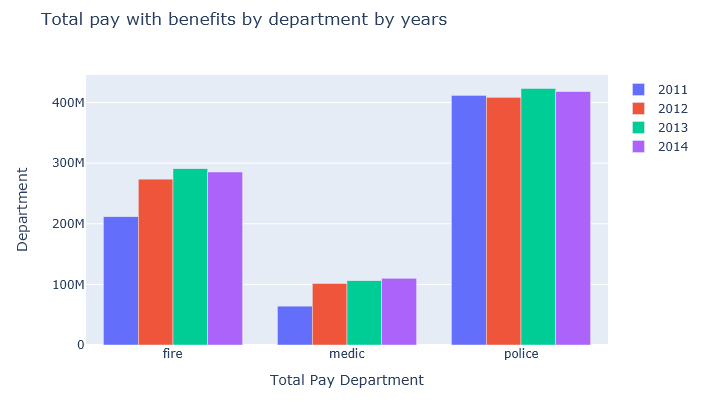 Total pay with benefits by department by years
2011
2012
2013
2014
400M
300M
200M
100M
0
Department
fire medic police
Total Pay Department